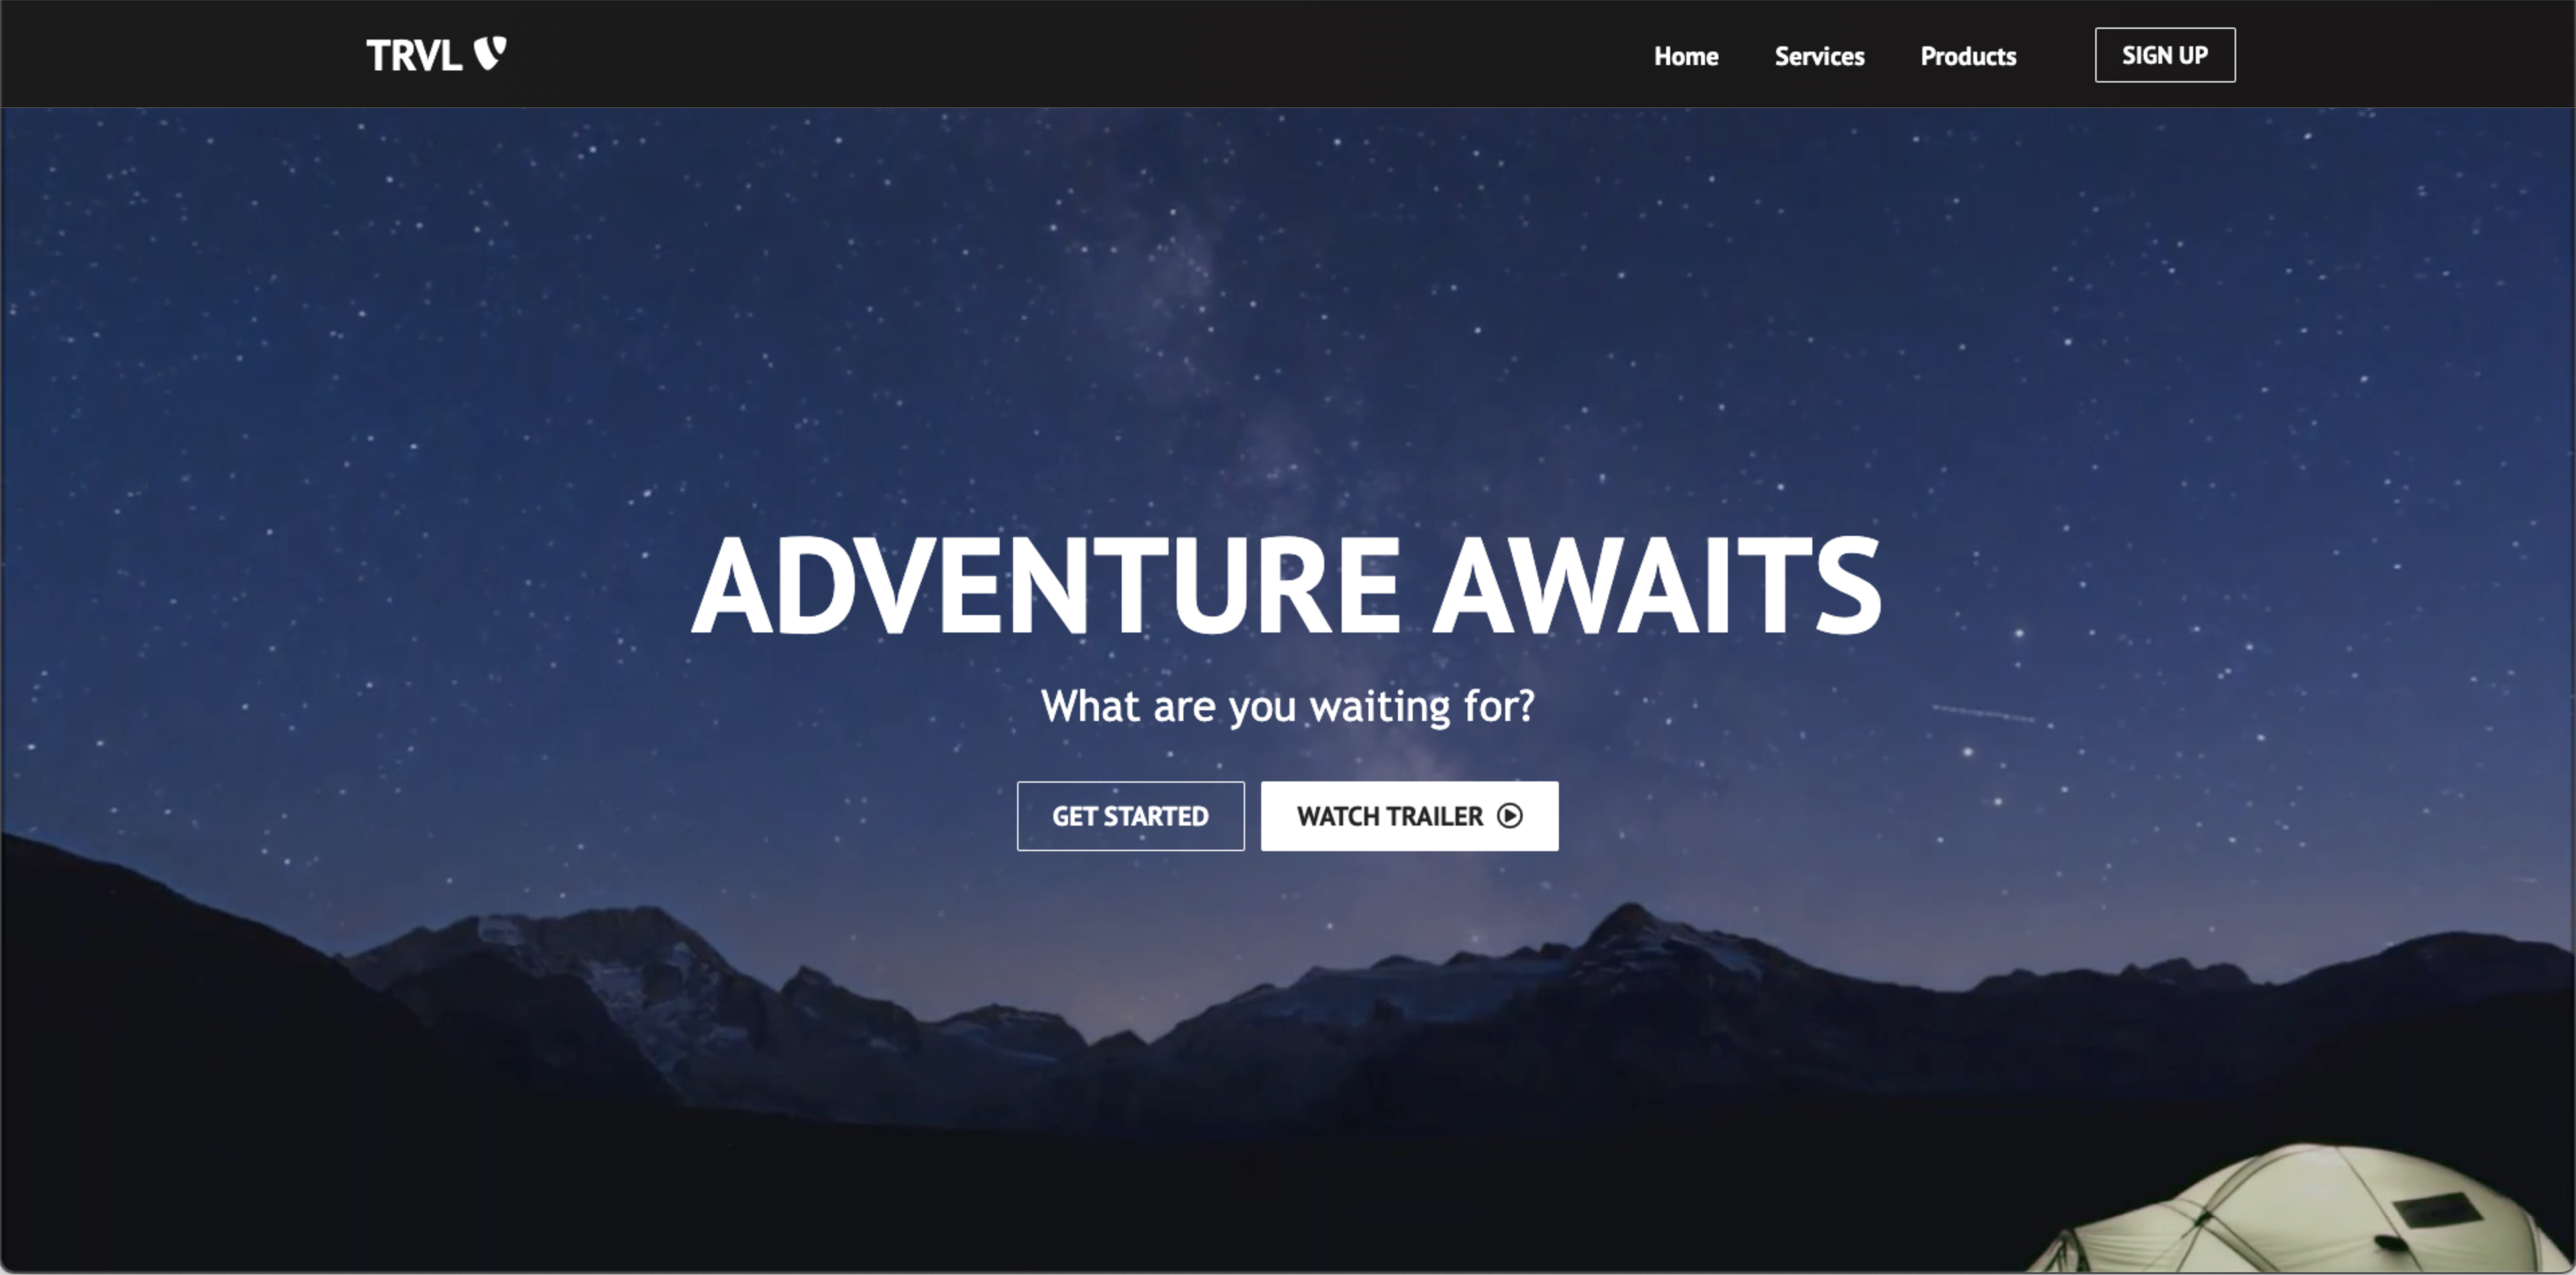 TRVL
Home Services Products SIGN UP
ADVENTURE AWAITS
What are you waiting for?
GET STARTED WATCH TRAILER